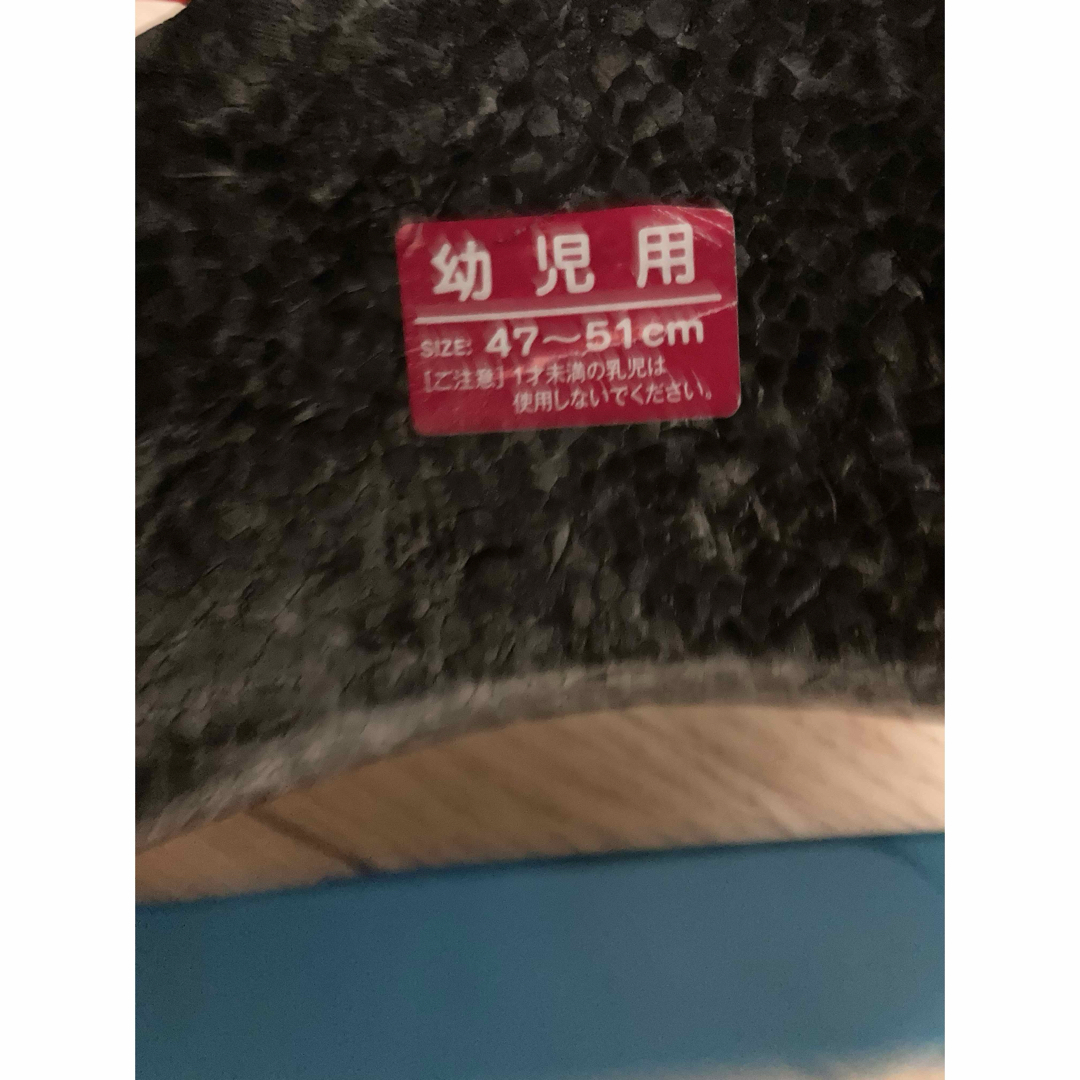 幼児用
SIZE: 47～51cm
[ご注意] 1才未満の乳児は
使用しないでください。